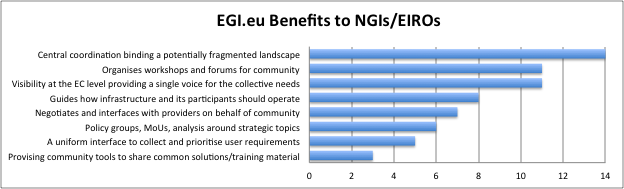 EGI.eu Benefits to NGIs/EIROs
Central coordination binding a potentially fragmented landscape
Organises workshops and forums for community
Visibility at the EC level providing a single voice for the collective needs
Guides how infrastructure and its participants should operate
Negotiates and interfaces with providers on behalf of community
Policy groups, MoUs, analysis around strategic topics
A uniform interface to collect and prioritise user requirements
Provising community tools to share common solutions/training material
0 2 4 6 8 10 12 14